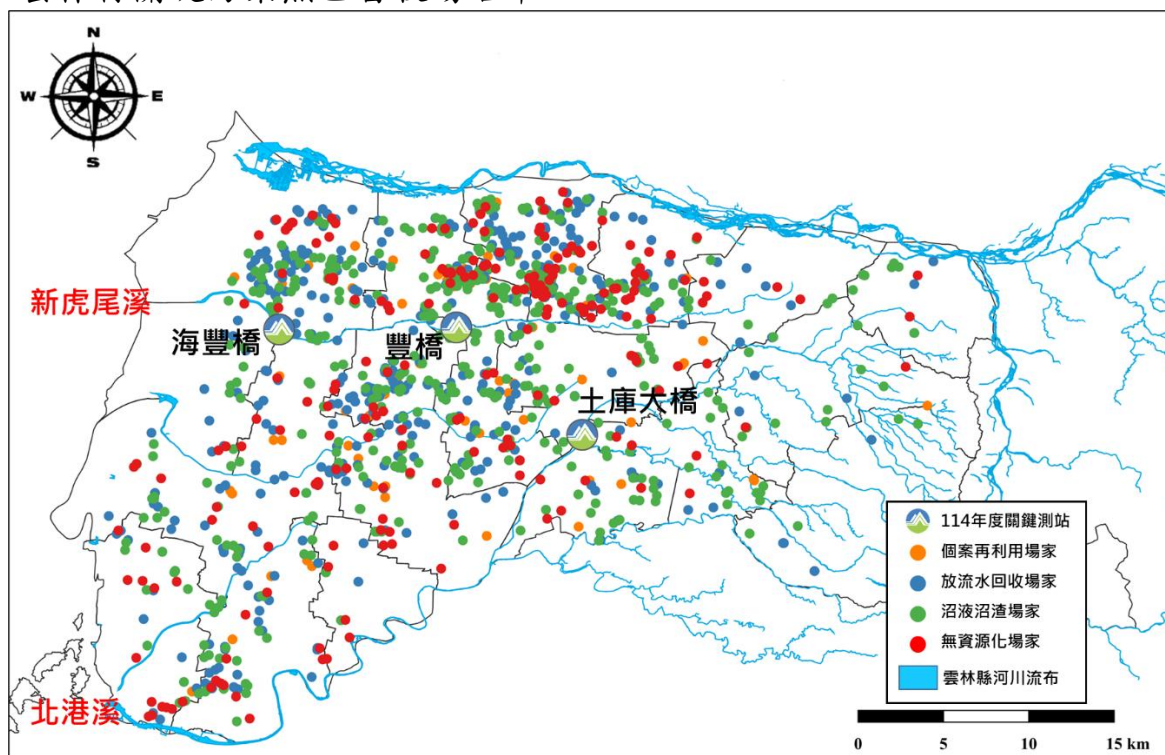 N
W
E
S
新虎尾溪
海豐橋
豐橋
土庫大橋
北港溪
114年度關鍵測站
個案再利用場家
放流水回收場家
沼液沼渣場家
無資源化場家
雲林縣河川流布
0 5 10 15 km